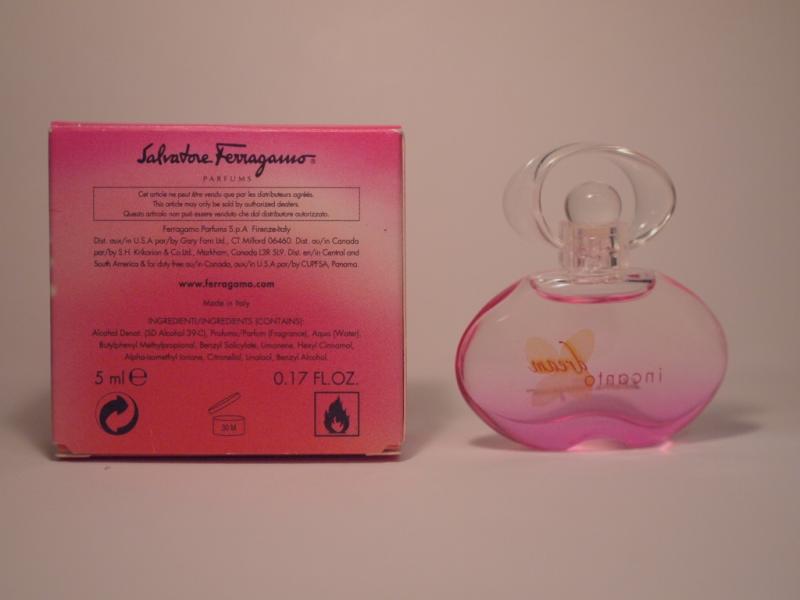 Salvatore Ferragamo®
PARFUMS
Cet article ne peut être vendu que par les distributeurs agréés.
This article may only be sold by authorized dealers.
Questo articolo non può essere venduto che dal distributore autorizzato.
Ferragamo Parfums S.p.A Firenze-Italy
Dist. aux/in U.S.A par/by Gary Farn Ltd., CT Milford 06460. Dist. au/in Canada
par/by S.H. Krikorian & Co.Ltd., Markham, Canada L3R 5L9. Dist. en/in Central and
South America & for duty free au/in Canada, aux/in U.S.A par/by CUPFSA, Panama.
www.ferragamo.com
Made in Italy
INGREDIENTI/INGREDIENTS (CONTAINS):
Alcohol Denat. (SD Alcohol 39-C), Profumo/Parfum (Fragrance), Aqua (Water),
Butylphenyl Methylpropional, Benzyl Salicylate, Limonene, Hexyl Cinnamal,
Alpha-Isomethyl Ionone, Citronellol, Linalool, Benzyl Alcohol.
5 ml ℮ 0.17 FL.OZ.
30 M
dream
incanto